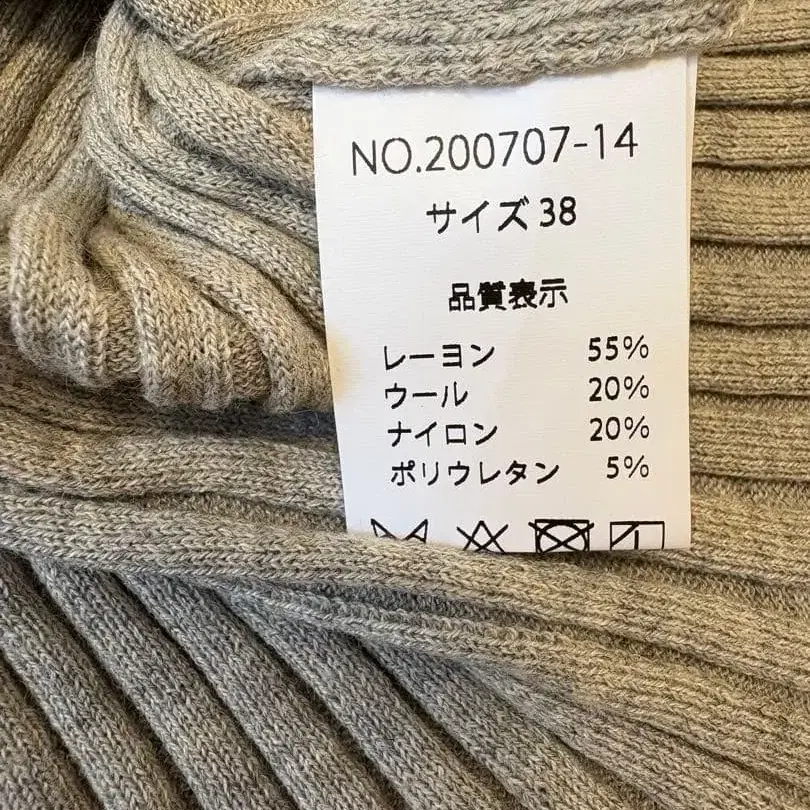 NO.200707-14
サイズ 38
品質表示
レーヨン 55%
ウール 20%
ナイロン 20%
ポリウレタン 5%